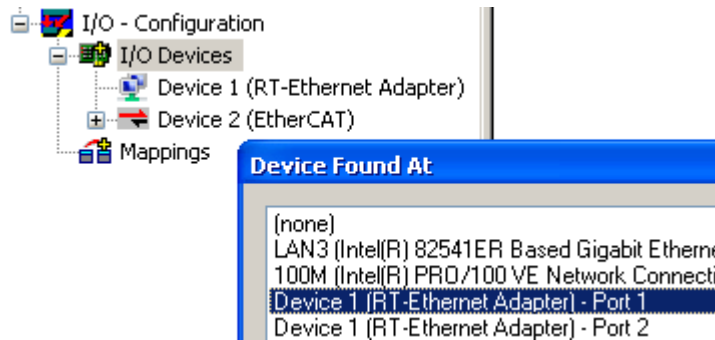 I/O - Configuration
I/O Devices
Device 1 (RT-Ethernet Adapter)
Device 2 (EtherCAT)
Mappings
Device Found At
(none)
LAN3 (Intel(R) 82541ER Based Gigabit Etherne
100M (Intel(R) PRO/100 VE Network Connecti
Device 1 (RT-Ethernet Adapter) - Port 1
Device 1 (RT-Ethernet Adapter) - Port 2